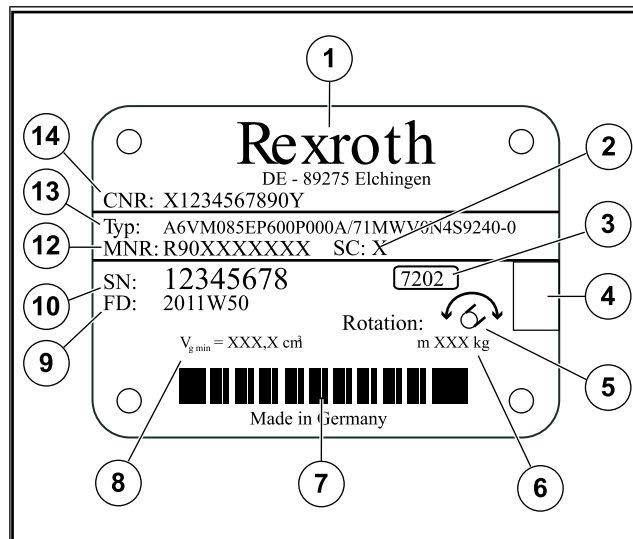 1
14
Rexroth
2
DE - 89275 Elchingen
13
CNR: X1234567890Y
3
Typ: A6VM085EP600P000A/71MWV0N4S9240-0
12
MNR: R90XXXXXXX SC: X
10
SN: 12345678 7202
4
FD: 2011W50
Rotation:
9
V g min = XXX,X cm³ m XXX kg
5
Made in Germany
8
7
6